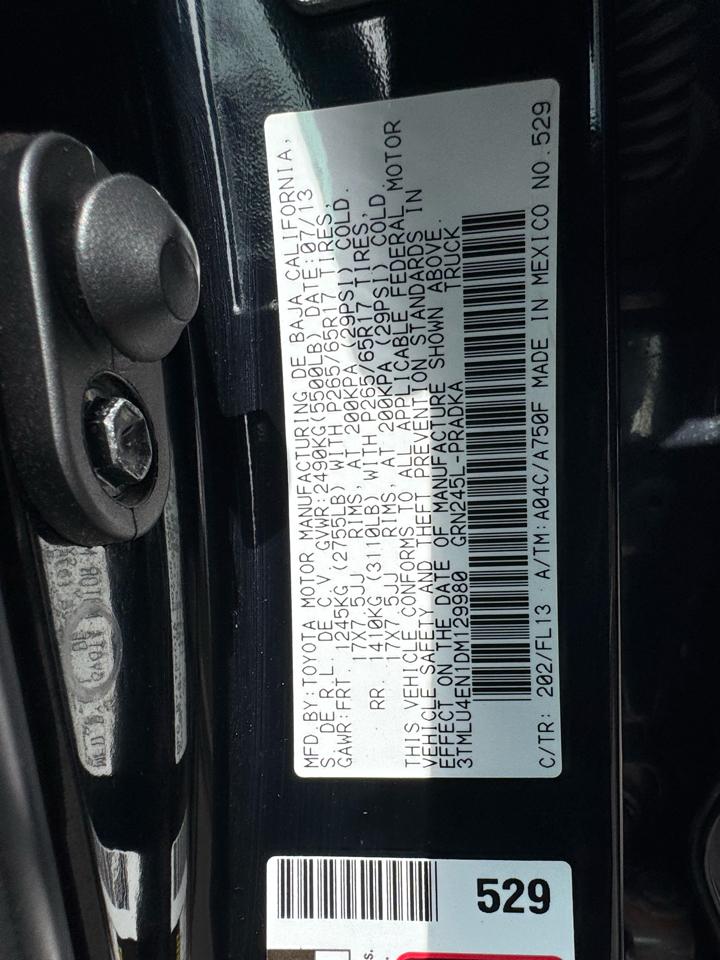 MFD.BY:TOYOTA MOTOR MANUFACTURING DE BAJA CALIFORNIA,
S. DE R.L. DE C.V. GVWR:2490KG(5500LB) DATE:07/13
GAWR:FRT. 1245KG (2755LB) WITH P265/65R17 TIRES,
17X7.5JJ RIMS, AT 200KPA (29PSI) COLD.
RR. 1410KG (3110LB) WITH P265/65R17 TIRES,
17X7.5JJ RIMS AT 200KPA (29PSI) COLD.
THIS VEHICLE CONFORMS TO ALL APPLICABLE FEDERAL MOTOR
VEHICLE SAFETY AND THEFT PREVENTION STANDARDS IN
EFFECT ON THE DATE OF MANUFACTURE SHOWN ABOVE.
3TMLU4EN1DM129980 GRN245L-PRADKA TRUCK
C/TR: 202/FL13 A/TM:A04C/A750F MADE IN MEXICO NO.529
529
s.